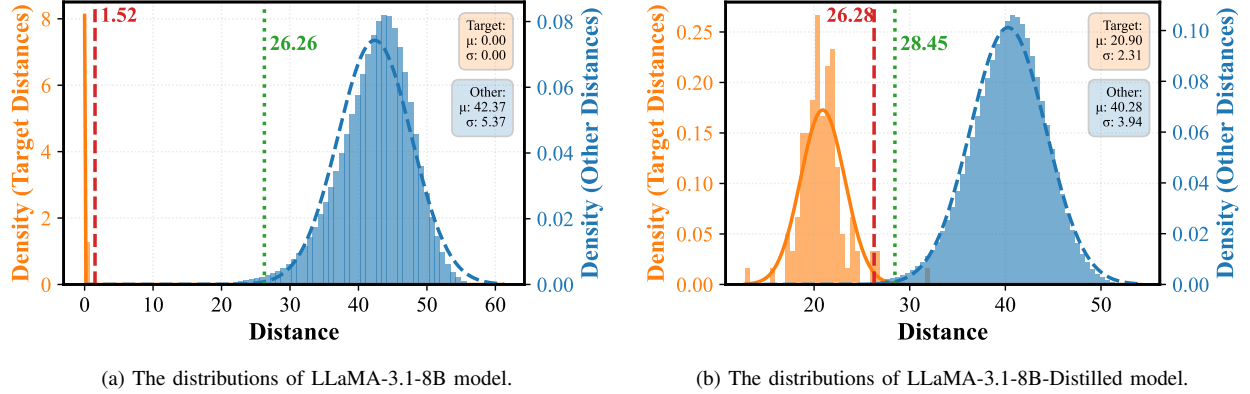 1.52
26.26
Target:
μ: 0.00
σ: 0.00
Other:
μ: 42.37
σ: 5.37
Density (Target Distances)
8
6
4
2
0
Density (Other Distances)
0.08
0.06
0.04
0.02
0.00
0 10 20 30 40 50 60
Distance
(a) The distributions of LLaMA-3.1-8B model.
26.28
28.45
Target:
μ: 20.90
σ: 2.31
Other:
μ: 40.28
σ: 3.94
Density (Target Distances)
0.25
0.20
0.15
0.10
0.05
0.00
Density (Other Distances)
0.10
0.08
0.06
0.04
0.02
0.00
20 30 40 50
Distance
(b) The distributions of LLaMA-3.1-8B-Distilled model.